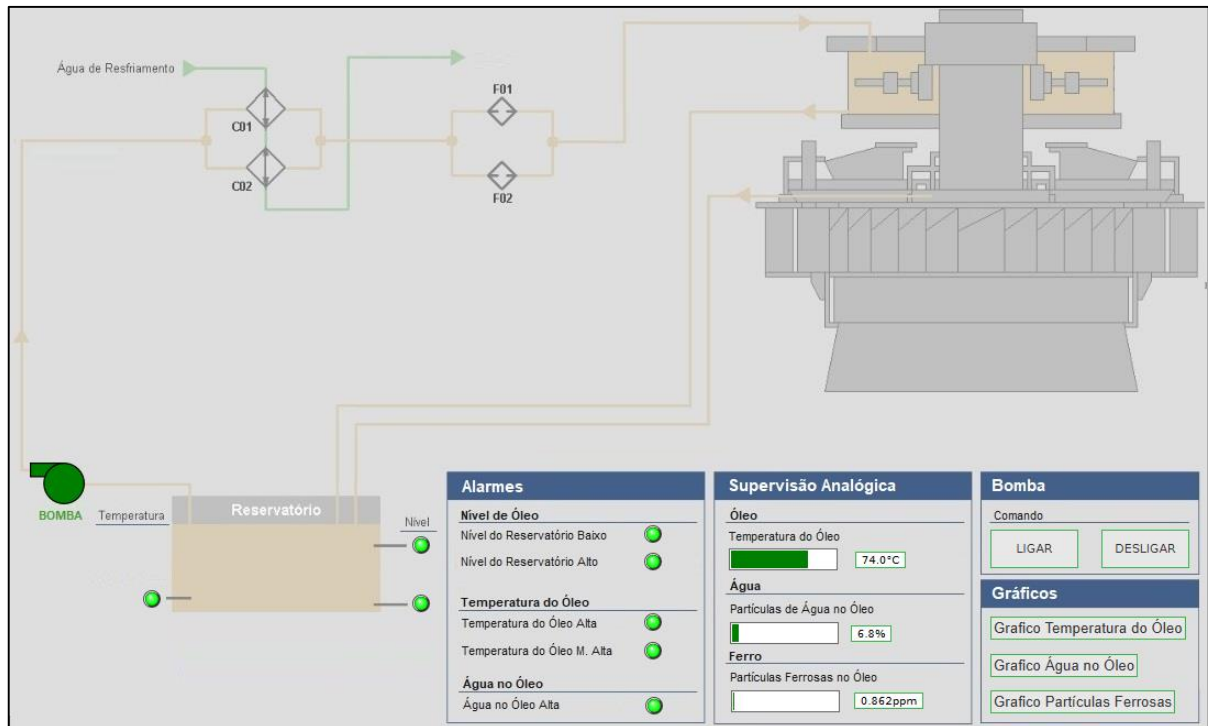 Água de Resfriamento
F01
C01
C02
F02
BOMBA
Temperatura
Reservatório
Nível
Alarmes
Nível de Óleo
Nível do Reservatório Baixo
Nível do Reservatório Alto
Temperatura do Óleo
Temperatura do Óleo Alta
Temperatura do Óleo M. Alta
Água no Óleo
Água no Óleo Alta
Supervisão Analógica
Óleo
Temperatura do Óleo
74.0°C
Água
Partículas de Água no Óleo
6.8%
Ferro
Partículas Ferrosas no Óleo
0.862ppm
Bomba
Comando
LIGAR
DESLIGAR
Gráficos
Grafico Temperatura do Óleo
Grafico Água no Óleo
Grafico Partículas Ferrosas